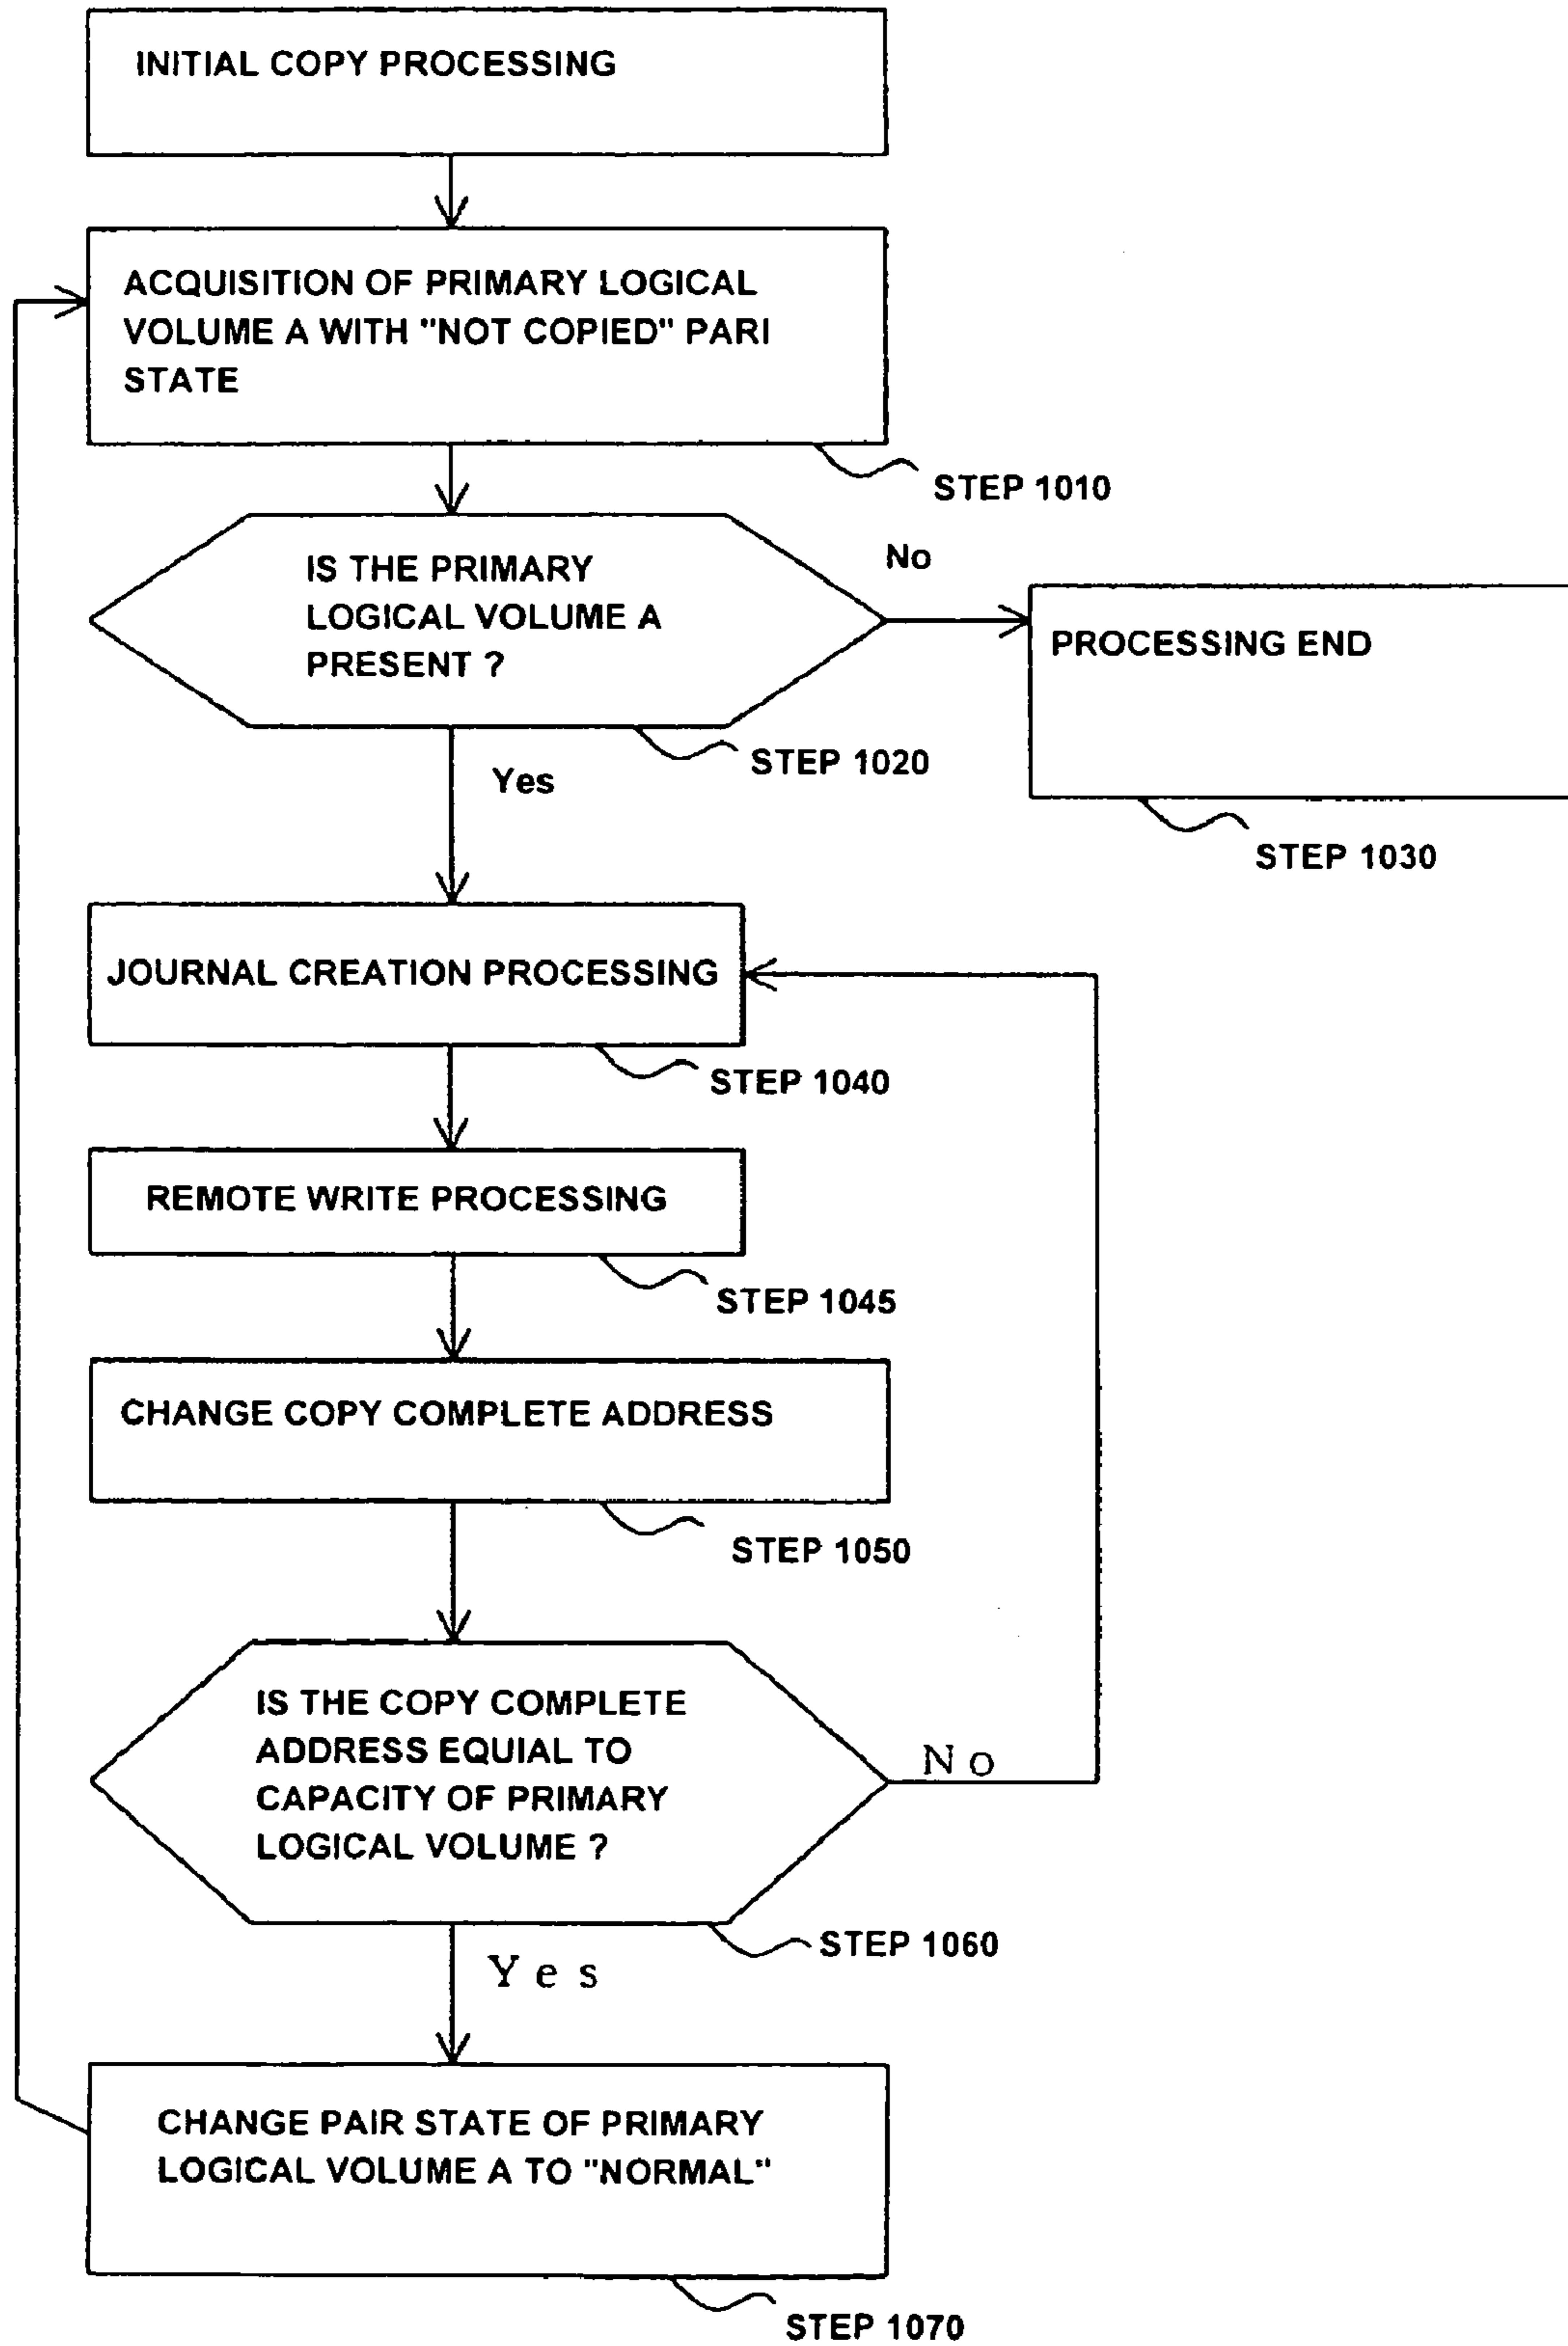 INITIAL COPY PROCESSING
ACQUISITION OF PRIMARY LOGICAL
VOLUME A WITH "NOT COPIED" PARI
STATE
STEP 1010
IS THE PRIMARY
LOGICAL VOLUME A
PRESENT ?
No
PROCESSING END
STEP 1020
Yes
STEP 1030
JOURNAL CREATION PROCESSING
STEP 1040
REMOTE WRITE PROCESSING
STEP 1045
CHANGE COPY COMPLETE ADDRESS
STEP 1050
IS THE COPY COMPLETE
ADDRESS EQUIAL TO
CAPACITY OF PRIMARY
LOGICAL VOLUME ?
No
STEP 1060
Yes
CHANGE PAIR STATE OF PRIMARY
LOGICAL VOLUME A TO "NORMAL"
STEP 1070